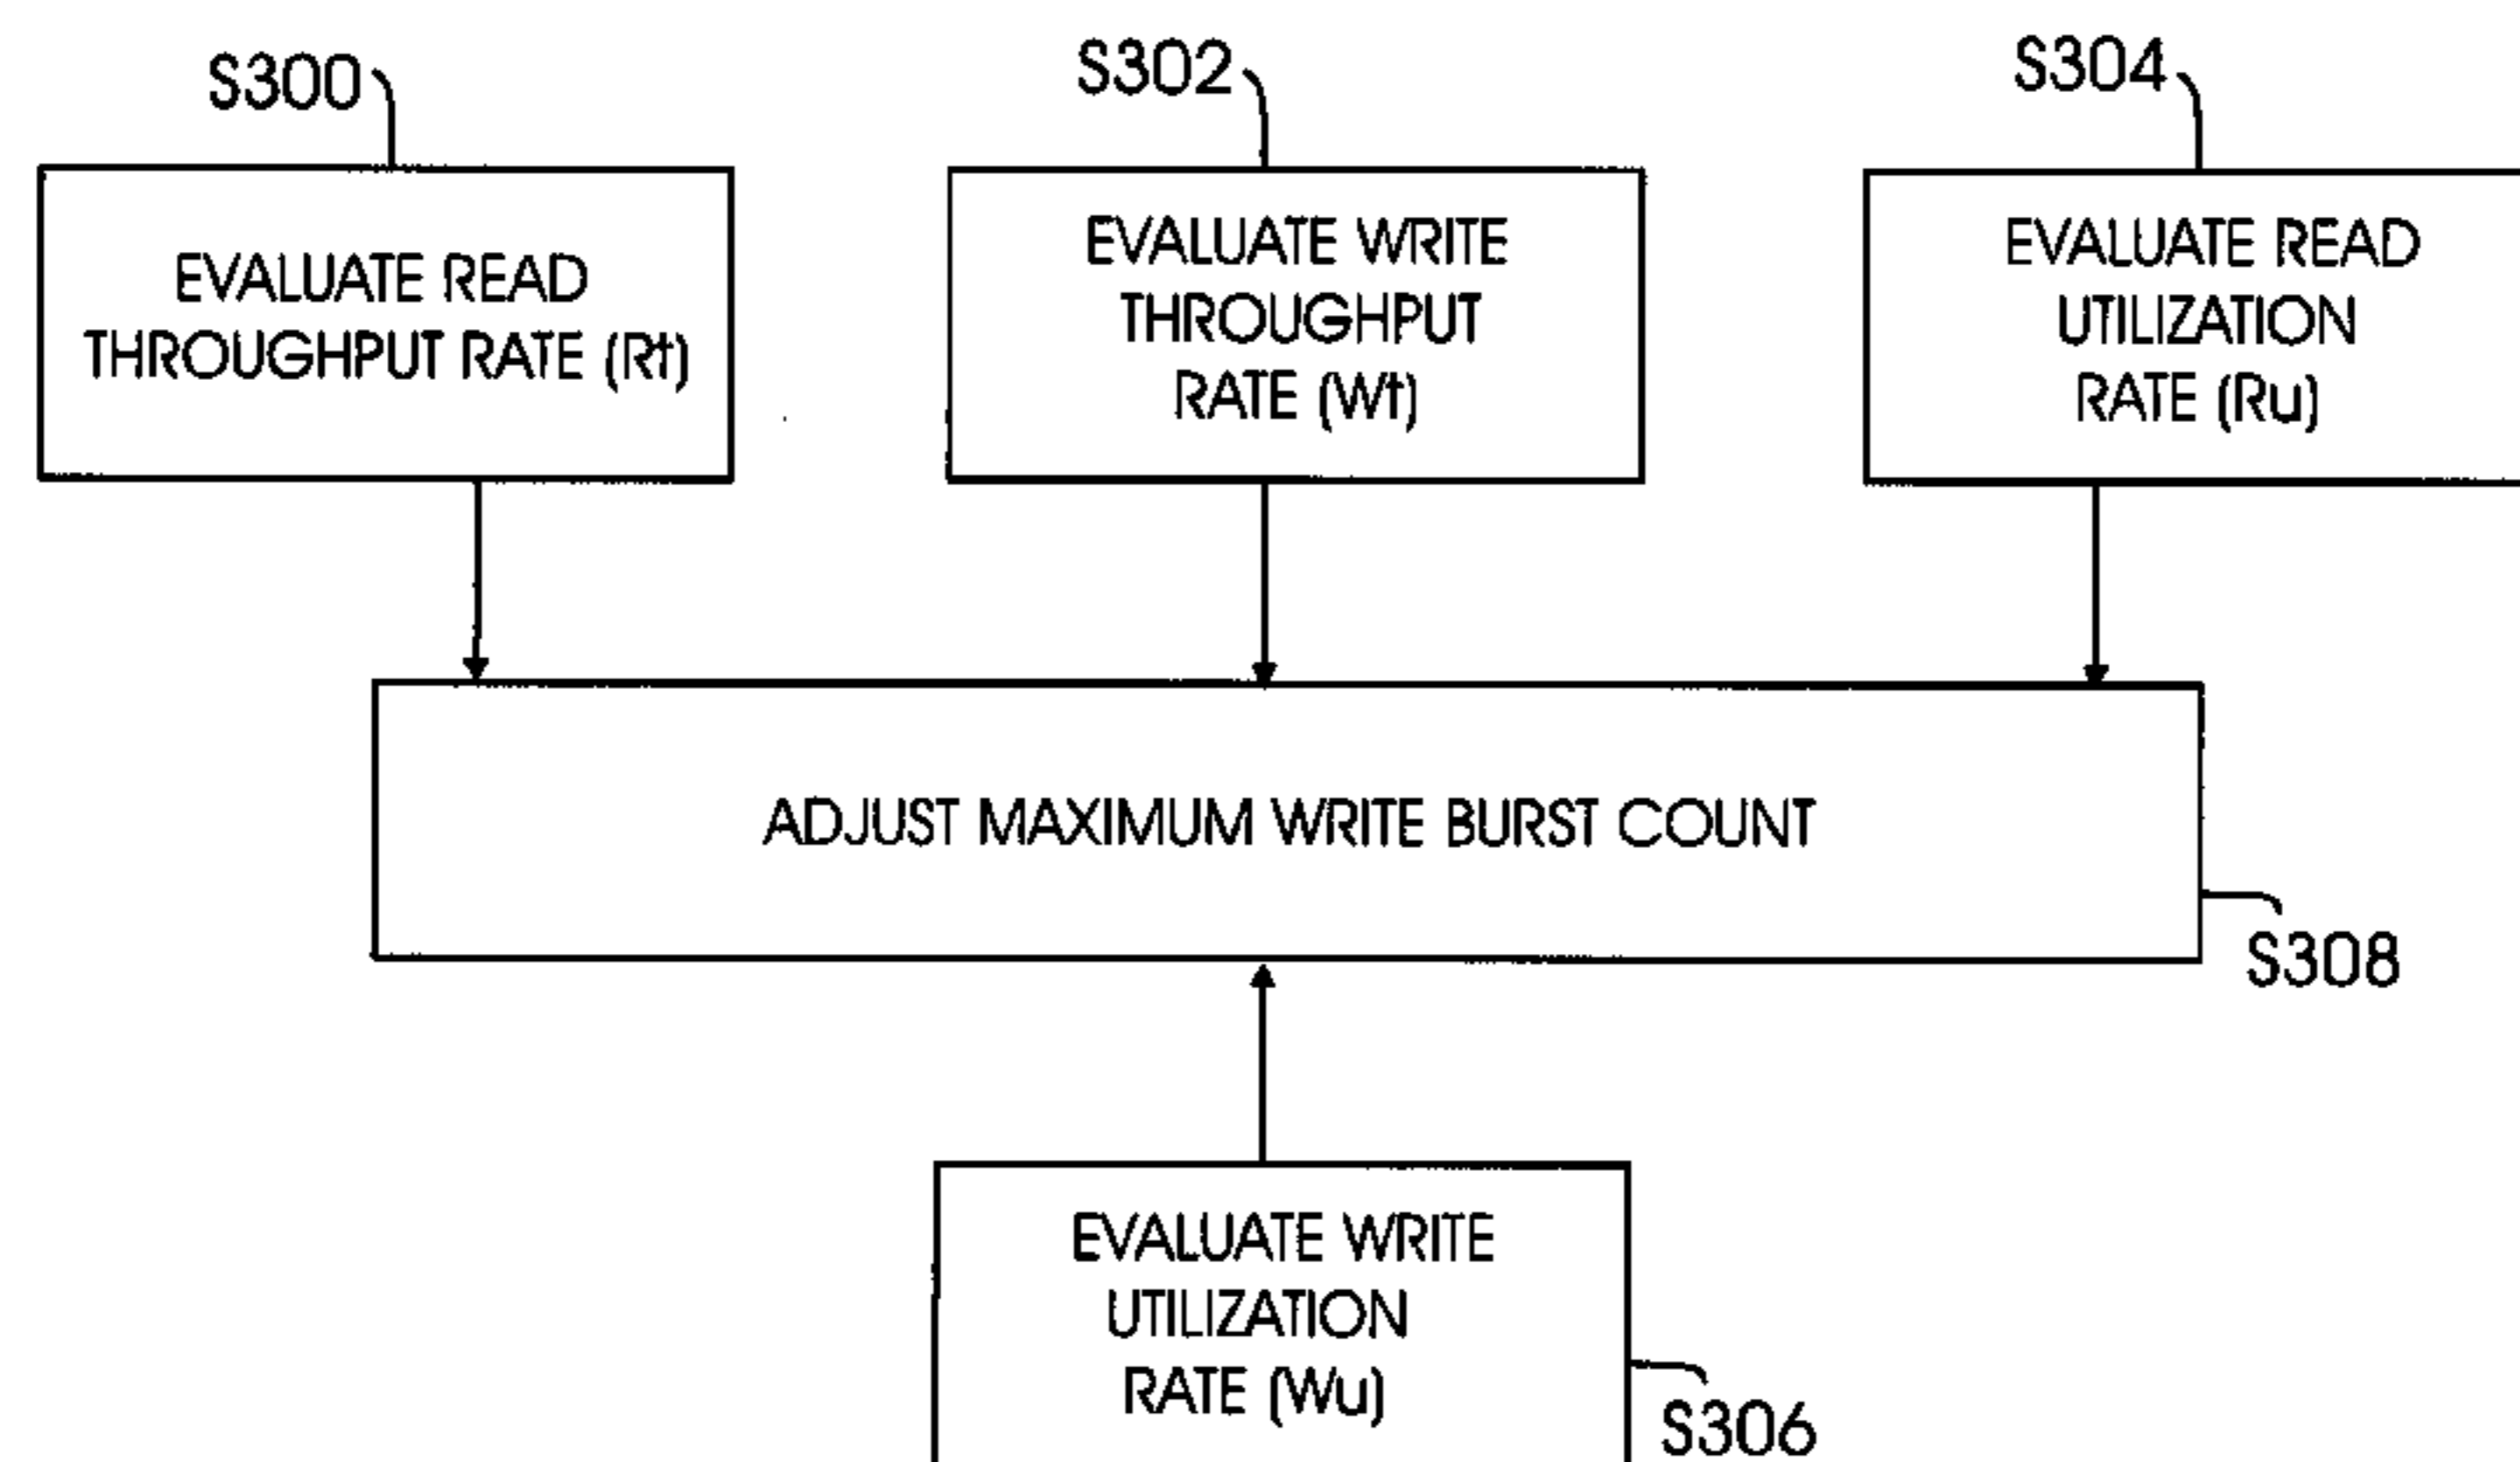 S300
S302
S304
EVALUATE READ
THROUGHPUT RATE (Rt)
EVALUATE WRITE
THROUGHPUT
RATE (Wt)
EVALUATE READ
UTILIZATION
RATE (Ru)
ADJUST MAXIMUM WRITE BURST COUNT
S308
EVALUATE WRITE
UTILIZATION
RATE (Wu)
S306